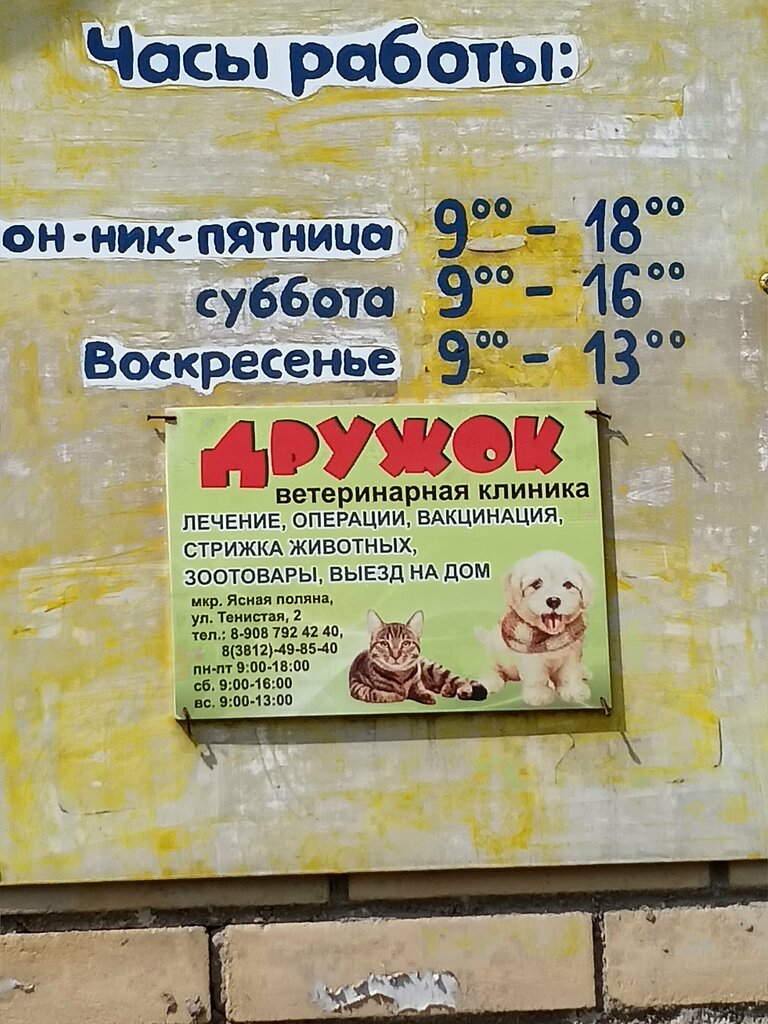 Часы работы:
он-ник-пятница 9⁰⁰ - 18⁰⁰
суббота 9⁰⁰ - 16⁰⁰
Воскресенье 9⁰⁰ - 13⁰⁰
ДРУЖОК
ветеринарная клиника
ЛЕЧЕНИЕ, ОПЕРАЦИИ, ВАКЦИНАЦИЯ,
СТРИЖКА ЖИВОТНЫХ,
ЗООТОВАРЫ, ВЫЕЗД НА ДОМ
мкр. Ясная поляна,
ул. Тенистая, 2
тел.: 8-908 792 42 40,
8(3812)-49-85-40
пн-пт 9:00-18:00
сб. 9:00-16:00
вс. 9:00-13:00